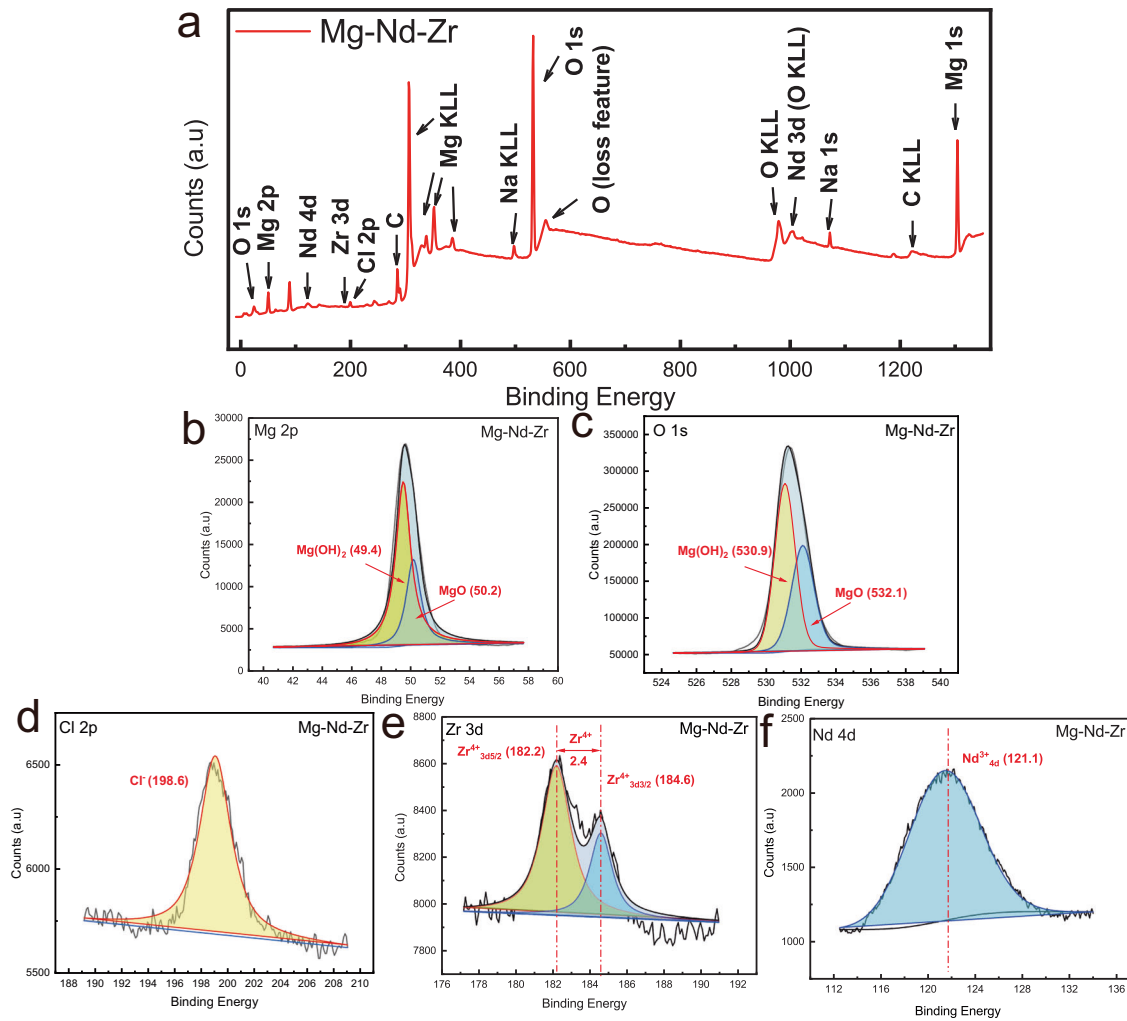 a
Mg-Nd-Zr
Counts (a.u)
O 1s
Mg 2p
Nd 4d
Zr 3d
Cl 2p
C
Mg KLL
Na KLL
O 1s
O (loss feature)
O KLL
Nd 3d (O KLL)
Na 1s
C KLL
Mg 1s
0 200 400 600 800 1000 1200
Binding Energy
b
Mg 2p
Mg-Nd-Zr
30000
25000
20000
15000
10000
5000
0
Counts (a.u)
Mg(OH)₂ (49.4)
MgO (50.2)
40 42 44 46 48 50 52 54 56 58 60
Binding Energy
c
O 1s
Mg-Nd-Zr
350000
300000
250000
200000
150000
100000
50000
Counts (a.u)
Mg(OH)₂ (530.9)
MgO (532.1)
524 526 528 530 532 534 536 538 540
Binding Energy
d
Cl 2p
Mg-Nd-Zr
6500
6000
5500
Counts (a.u)
Cl⁻ (198.6)
188 190 192 194 196 198 200 202 204 206 208 210
Binding Energy
e
Zr 3d
Mg-Nd-Zr
8800
8600
8400
8200
8000
7800
Counts (a.u)
Zr⁴⁺
2.4
Zr⁴⁺3d5/2 (182.2)
Zr⁴⁺3d3/2 (184.6)
176 178 180 182 184 186 188 190 192
Binding Energy
f
Nd 4d
Mg-Nd-Zr
2500
2000
1500
1000
Counts (a.u)
Nd³⁺4d (121.1)
112 116 120 124 128 132 136
Binding Energy